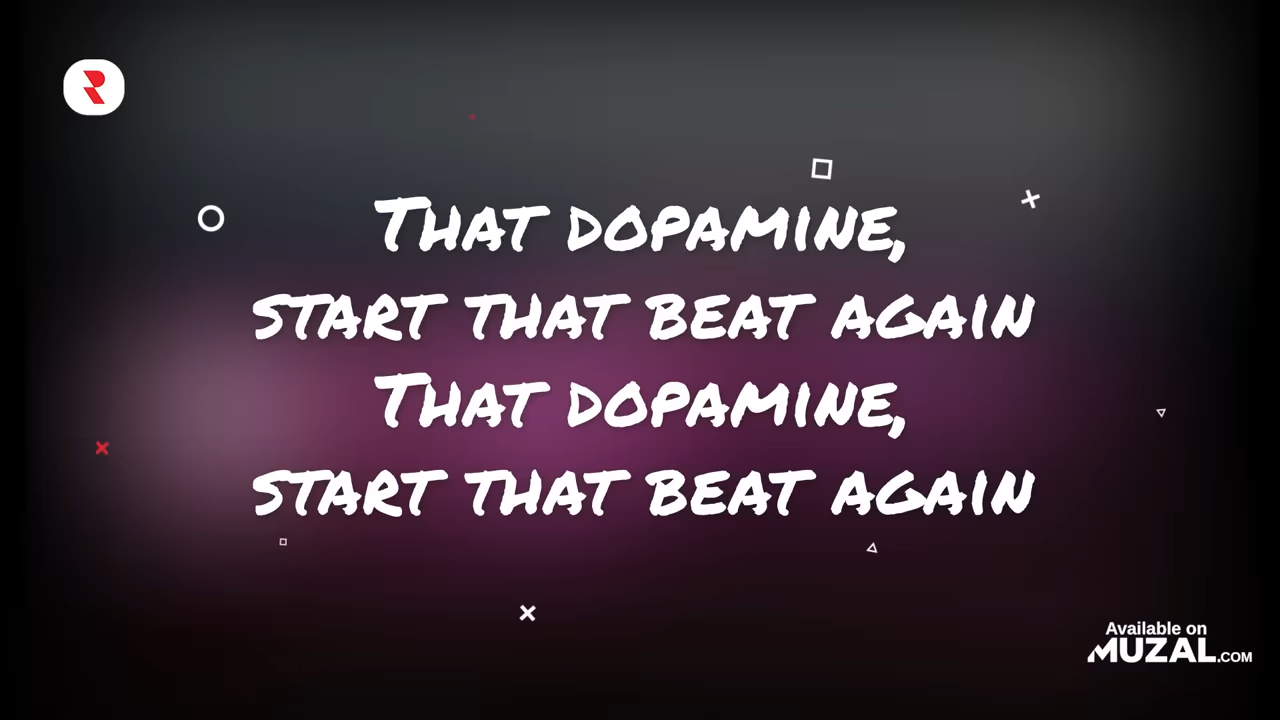 THAT DOPAMINE,
START THAT BEAT AGAIN
THAT DOPAMINE,
START THAT BEAT AGAIN
Available on
MUZAL.COM